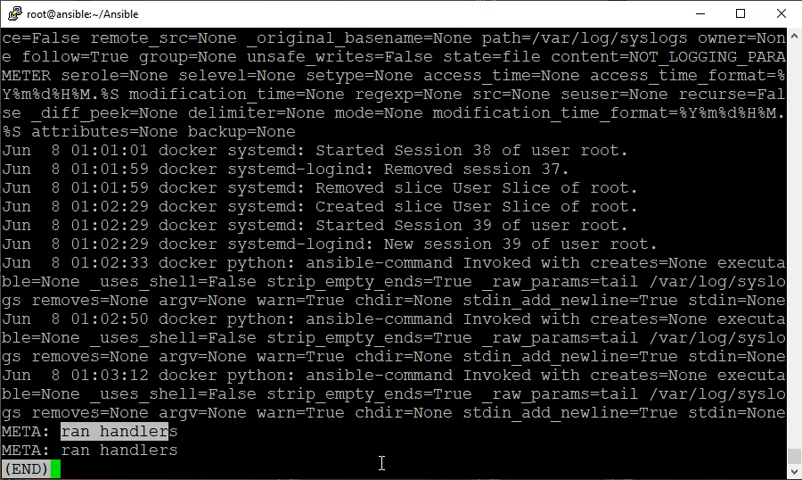 root@ansible:~/Ansible
ce=False remote_src=None _original_basename=None path=/var/log/syslogs owner=Non
e follow=True group=None unsafe_writes=False state=file content=NOT_LOGGING_PARA
METER serole=None selevel=None setype=None access_time=None access_time_format=%
Y%m%d%H%M.%S modification_time=None regexp=None src=None seuser=None recurse=Fal
se _diff_peek=None delimiter=None mode=None modification_time_format=%Y%m%d%H%M.
%S attributes=None backup=None
Jun  8 01:01:01 docker systemd: Started Session 38 of user root.
Jun  8 01:01:59 docker systemd-logind: Removed session 37.
Jun  8 01:01:59 docker systemd: Removed slice User Slice of root.
Jun  8 01:02:29 docker systemd: Created slice User Slice of root.
Jun  8 01:02:29 docker systemd: Started Session 39 of user root.
Jun  8 01:02:29 docker systemd-logind: New session 39 of user root.
Jun  8 01:02:33 docker python: ansible-command Invoked with creates=None executa
ble=None _uses_shell=False strip_empty_ends=True _raw_params=tail /var/log/syslo
gs removes=None argv=None warn=True chdir=None stdin_add_newline=True stdin=None
Jun  8 01:02:50 docker python: ansible-command Invoked with creates=None executa
ble=None _uses_shell=False strip_empty_ends=True _raw_params=tail /var/log/syslo
gs removes=None argv=None warn=True chdir=None stdin_add_newline=True stdin=None
Jun  8 01:03:12 docker python: ansible-command Invoked with creates=None executa
ble=None _uses_shell=False strip_empty_ends=True _raw_params=tail /var/log/syslo
gs removes=None argv=None warn=True chdir=None stdin_add_newline=True stdin=None
META: ran handlers
META: ran handlers
(END)